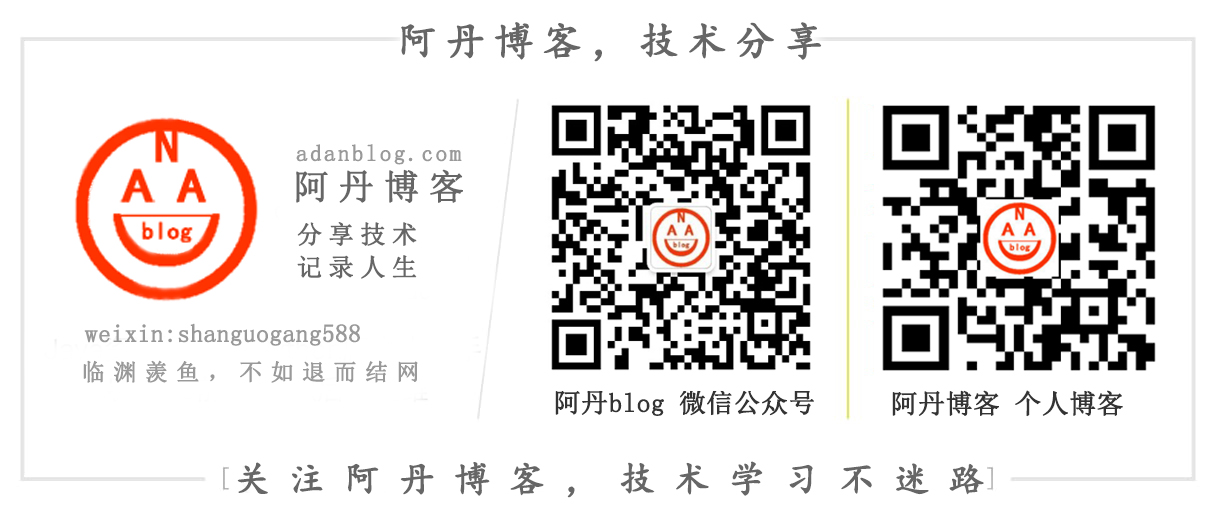 阿丹博客，技术分享
N
A A
blog
adanblog.com
阿丹博客
分享技术
记录人生
weixin:shanguogang588
临渊羡鱼，不如退而结网
N
A A
blog
阿丹blog 微信公众号
N
A A
blog
阿丹博客 个人博客
[关注阿丹博客，技术学习不迷路]